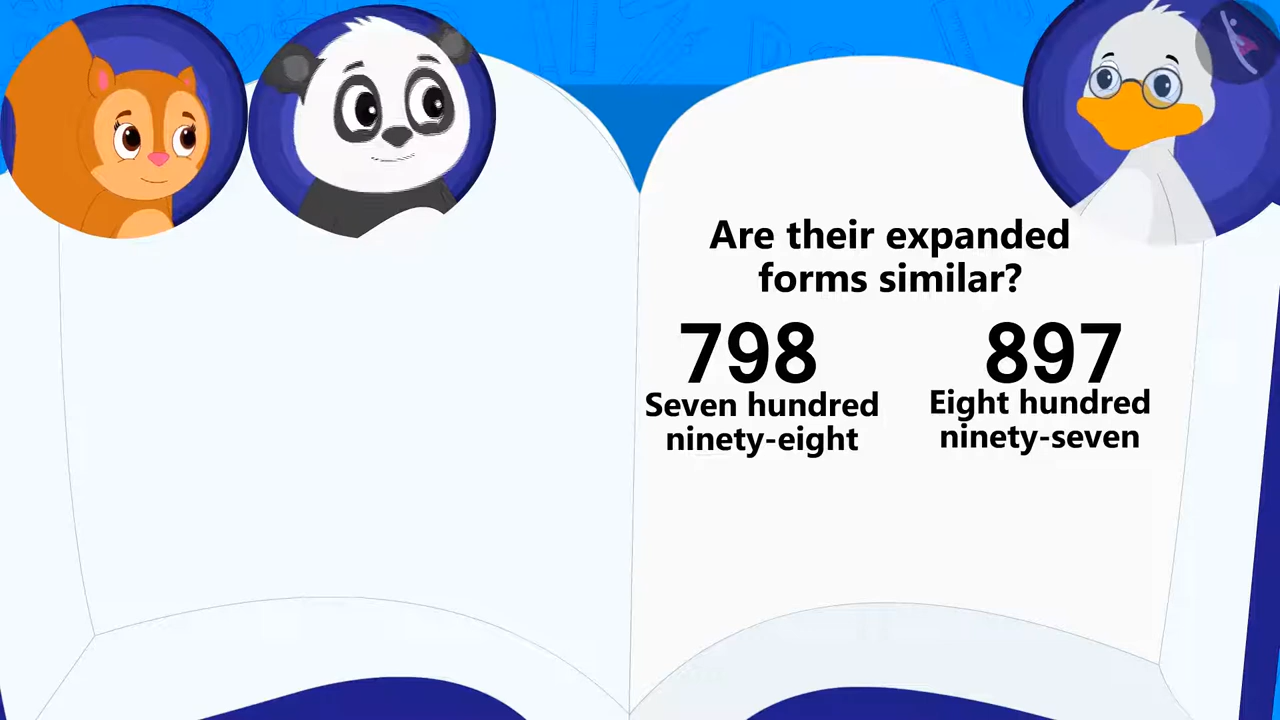 Are their expanded
forms similar?
798 897
Seven hundred Eight hundred
ninety-eight ninety-seven